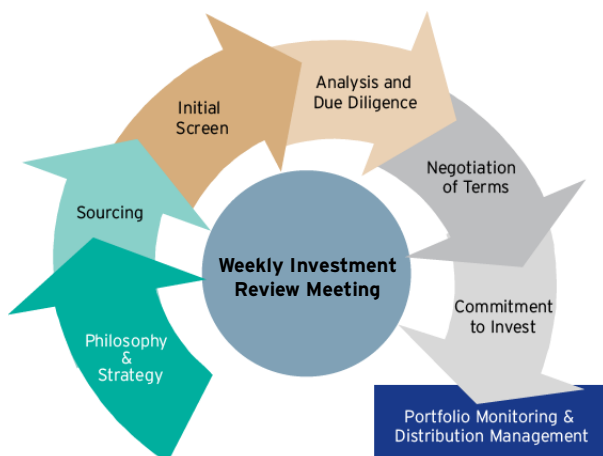 Philosophy
&
Strategy
Sourcing
Initial
Screen
Analysis and
Due Diligence
Negotiation
of Terms
Commitment
to Invest
Portfolio Monitoring &
Distribution Management
Weekly Investment
Review Meeting